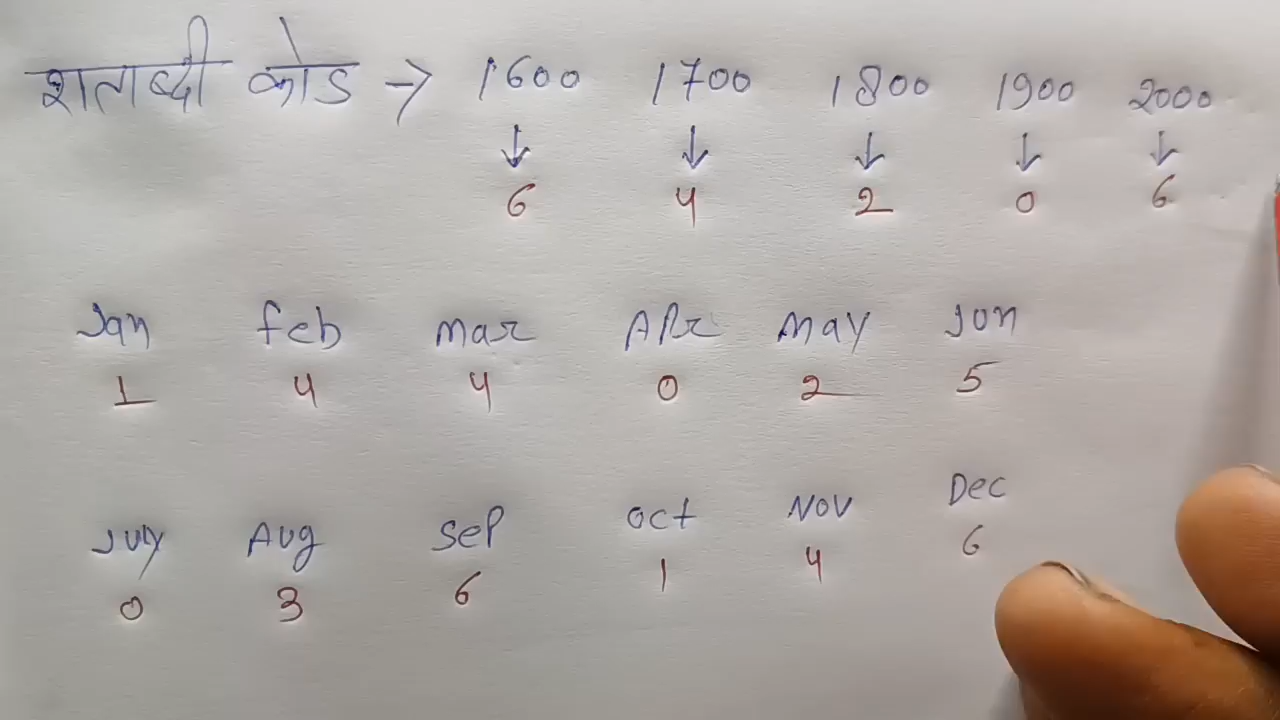 शताब्दी कोड → 1600 1700 1800 1900 2000
↓ ↓ ↓ ↓ ↓
6 4 2 0 6
Jan feb mar APr may Jun
1 4 4 0 2 5
July Aug SeP oct Nov Dec
0 3 6 1 4 6